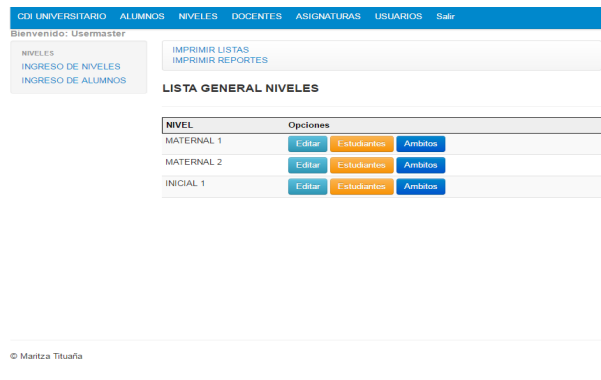 CDI UNIVERSITARIO ALUMNOS NIVELES DOCENTES ASIGNATURAS USUARIOS Salir
Bienvenido: Usermaster
NIVELES
INGRESO DE NIVELES
INGRESO DE ALUMNOS
IMPRIMIR LISTAS
IMPRIMIR REPORTES
LISTA GENERAL NIVELES
NIVEL Opciones
MATERNAL 1 Editar Estudiantes Ambitos
MATERNAL 2 Editar Estudiantes Ambitos
INICIAL 1 Editar Estudiantes Ambitos
© Maritza Tituaña